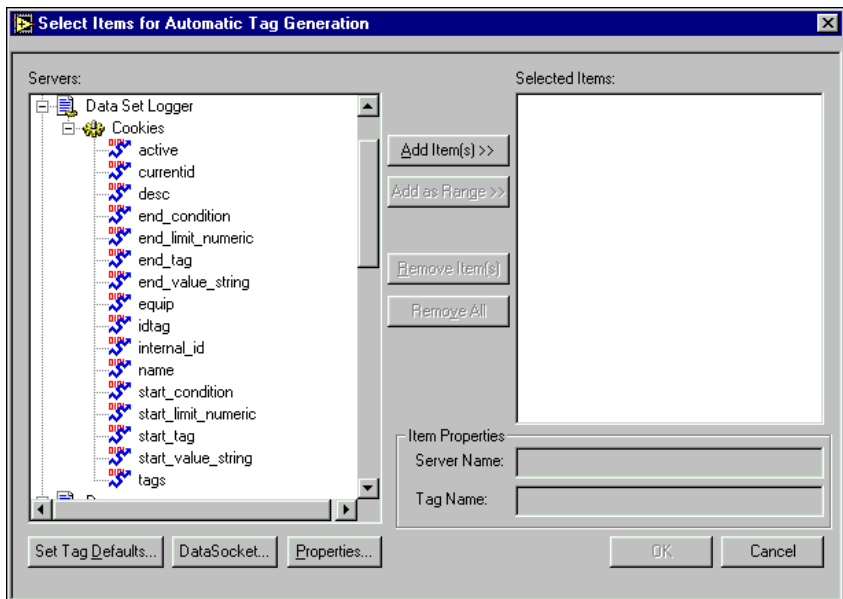 Select Items for Automatic Tag Generation
Servers:
Data Set Logger
Cookies
active
currentid
desc
end_condition
end_limit_numeric
end_tag
end_value_string
equip
idtag
internal_id
name
start_condition
start_limit_numeric
start_tag
start_value_string
tags
Add Item(s) >>
Add as Range >>
Remove Item(s)
Remove All
Selected Items:
Item Properties
Server Name:
Tag Name:
Set Tag Defaults...
DataSocket...
Properties...
OK
Cancel